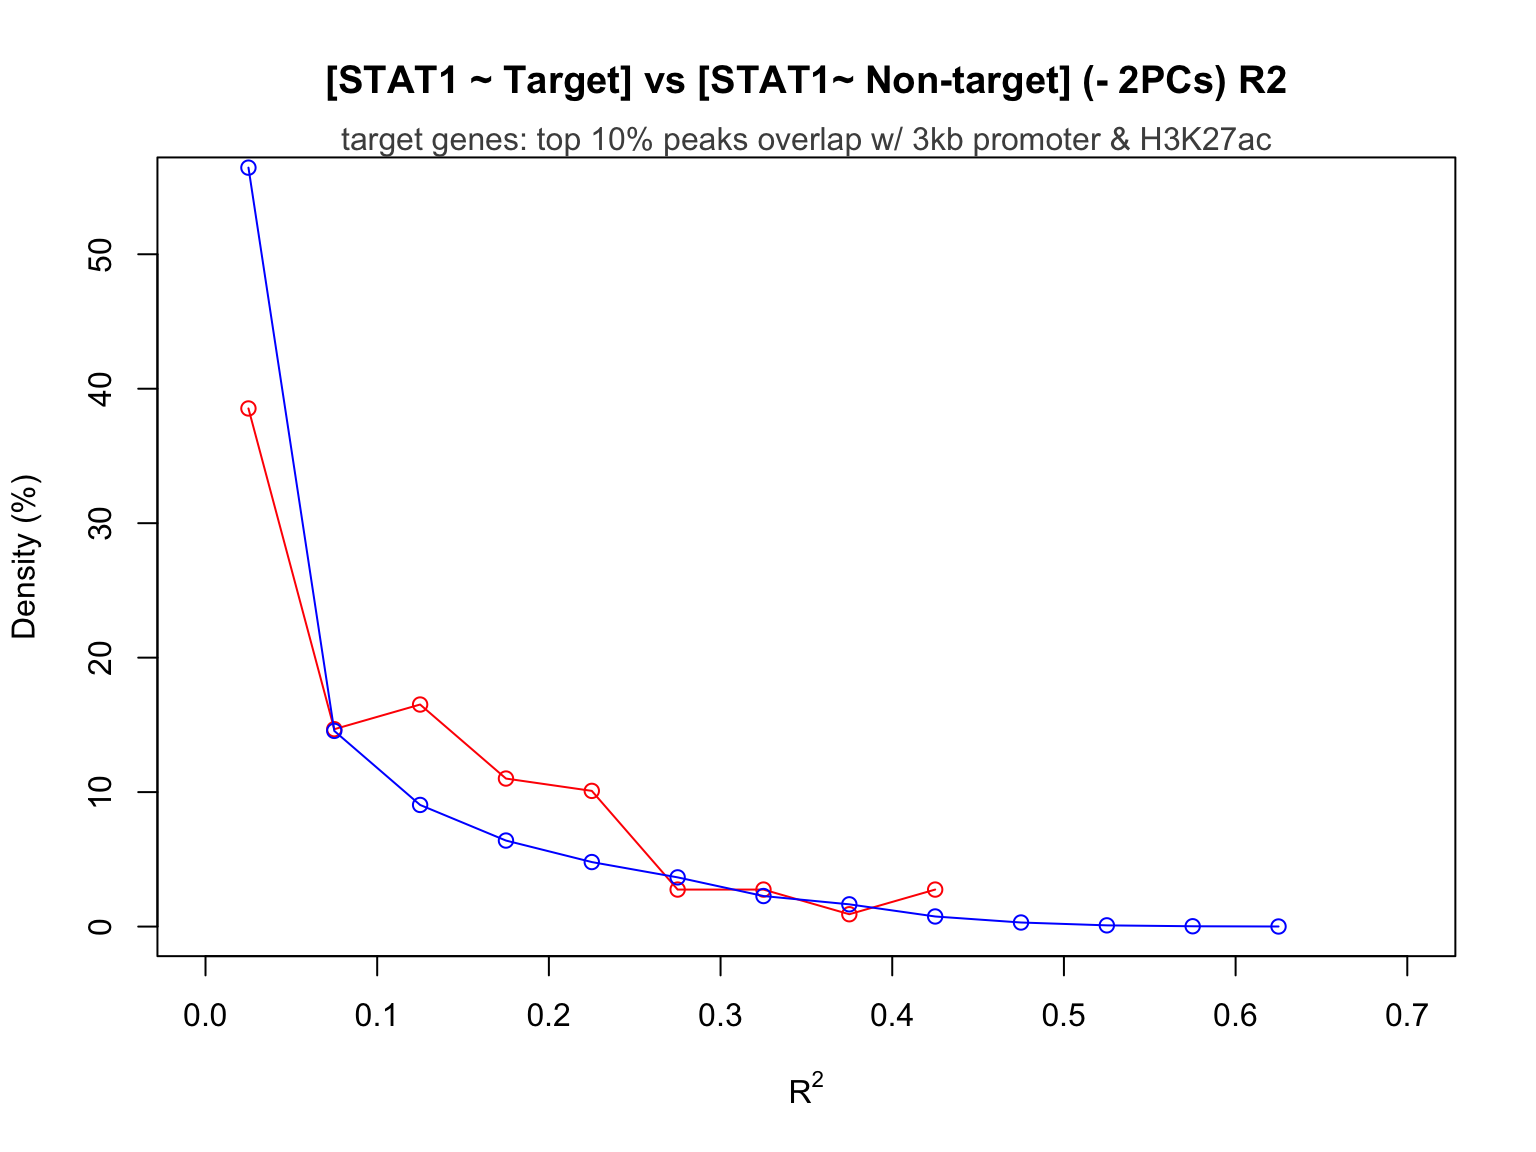 [STAT1 ~ Target] vs [STAT1~ Non-target] (- 2PCs) R2
target genes: top 10% peaks overlap w/ 3kb promoter & H3K27ac
Density (%)
50
40
30
20
10
0
0.0 0.1 0.2 0.3 0.4 0.5 0.6 0.7
R²